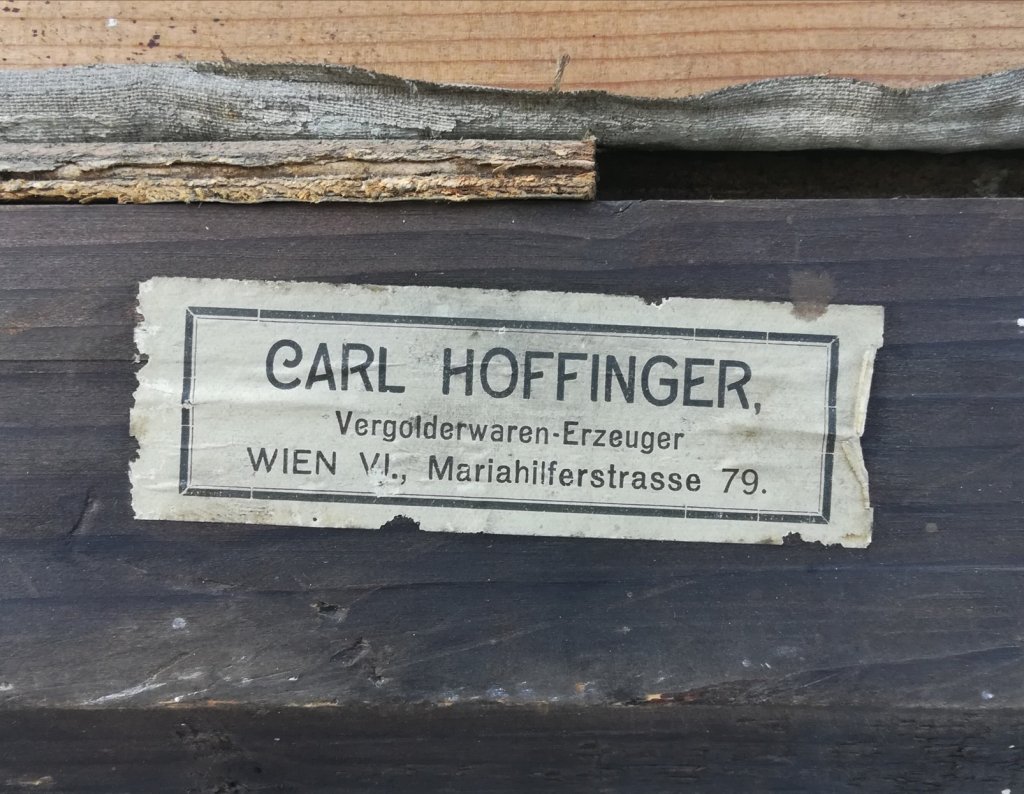 CARL HOFFINGER,
Vergolderwaren-Erzeuger
WIEN VI., Mariahilferstrasse 79.